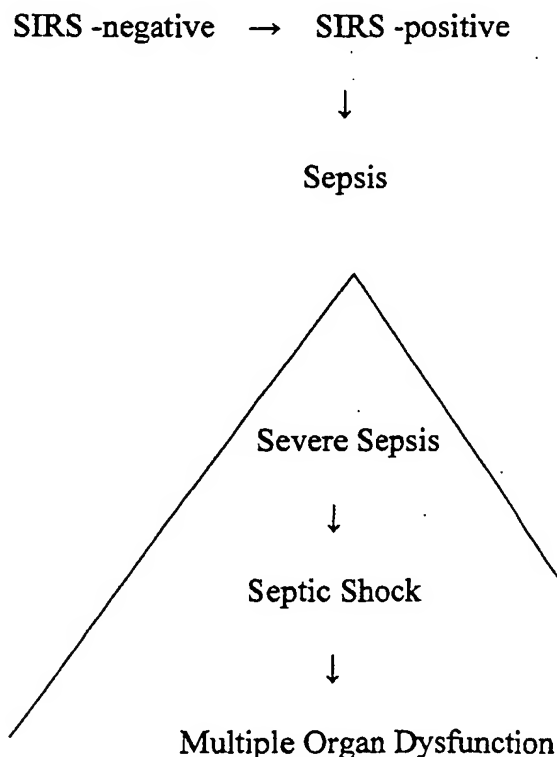 SIRS -negative → SIRS -positive
↓
Sepsis
Severe Sepsis
↓
Septic Shock
↓
Multiple Organ Dysfunction